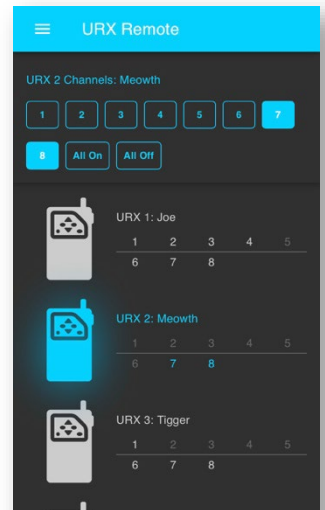 URX Remote
URX 2 Channels: Meowth
1 2 3 4 5 6 7
8 All On All Off
URX 1: Joe
1 2 3 4 5
6 7 8
URX 2: Meowth
1 2 3 4 5
6 7 8
URX 3: Tigger
1 2 3 4 5
6 7 8